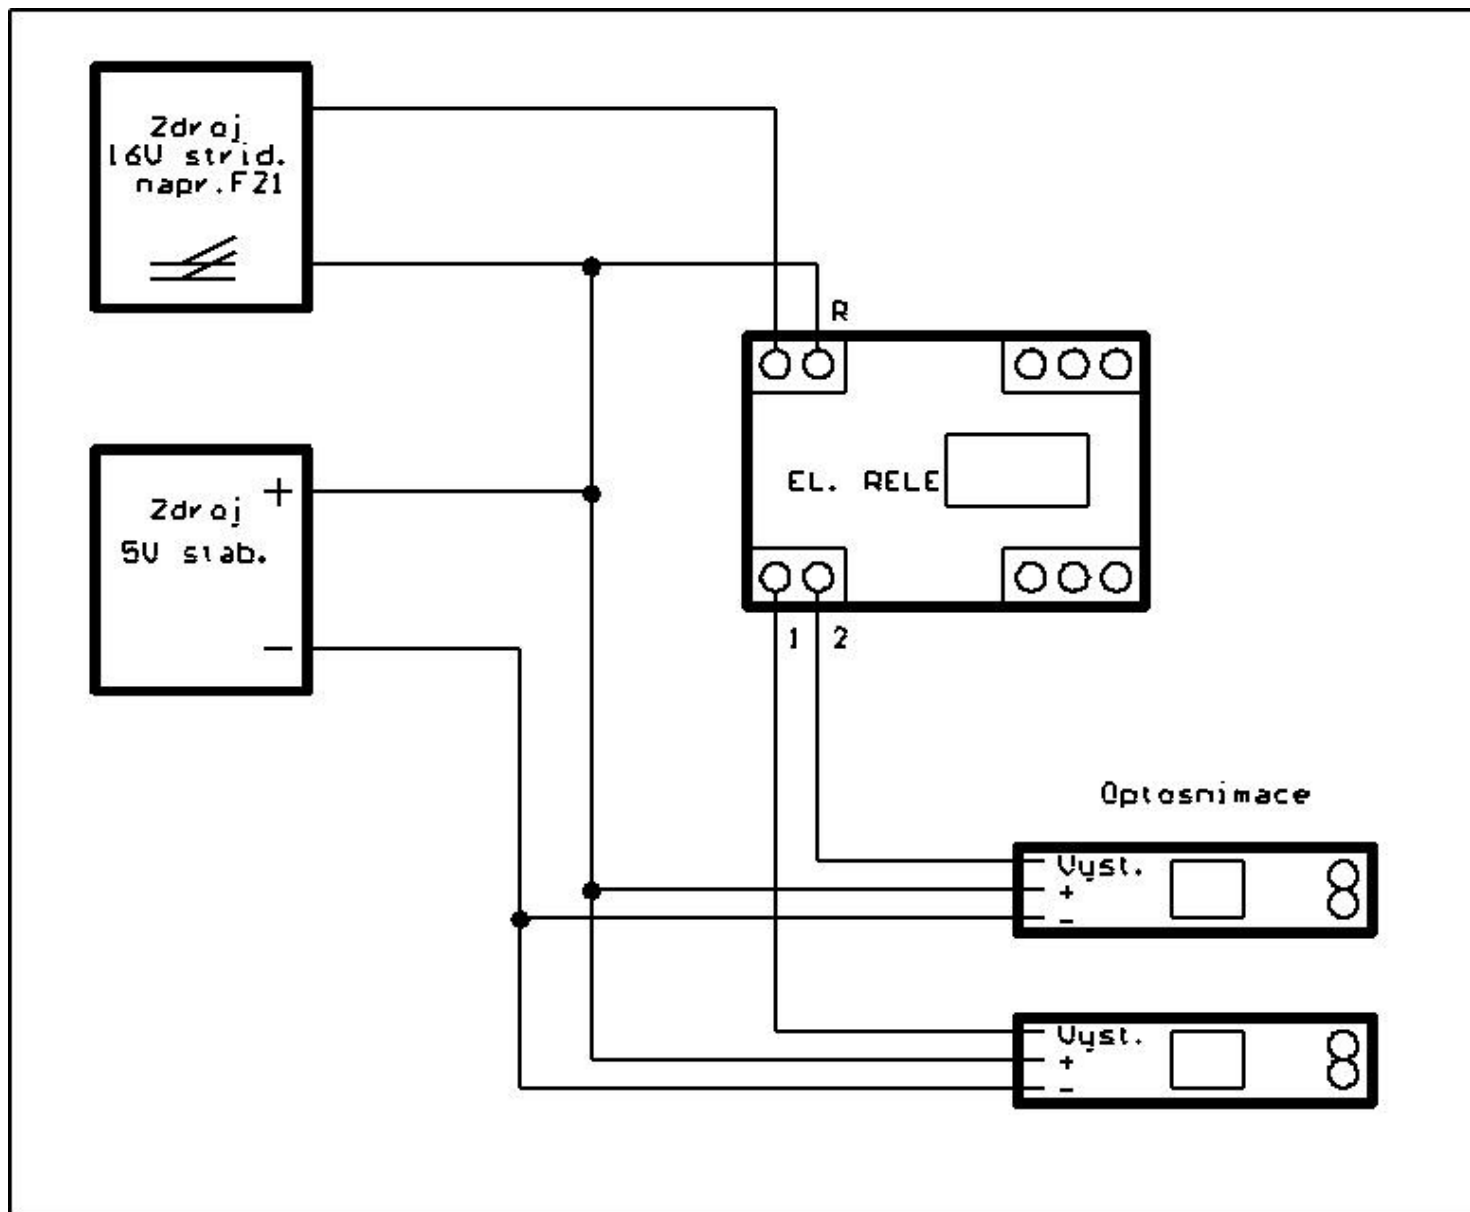 Zdroj
16V strid.
napr.FZ1
R
Zdroj +
5V stab.
-
EL. RELE
1 2
Optosnimace
Vyst.
+
-
Vyst.
+
-